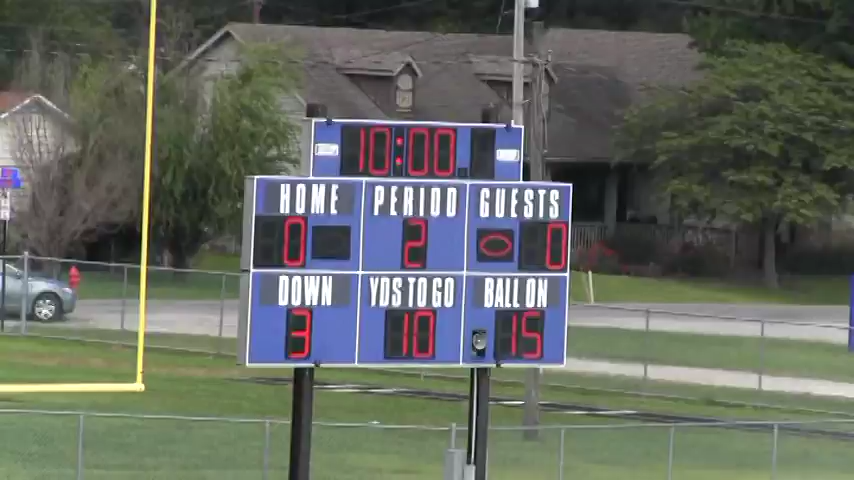 10:00
HOME PERIOD GUESTS
0 2 0
DOWN YDS TO GO BALL ON
3 10 15